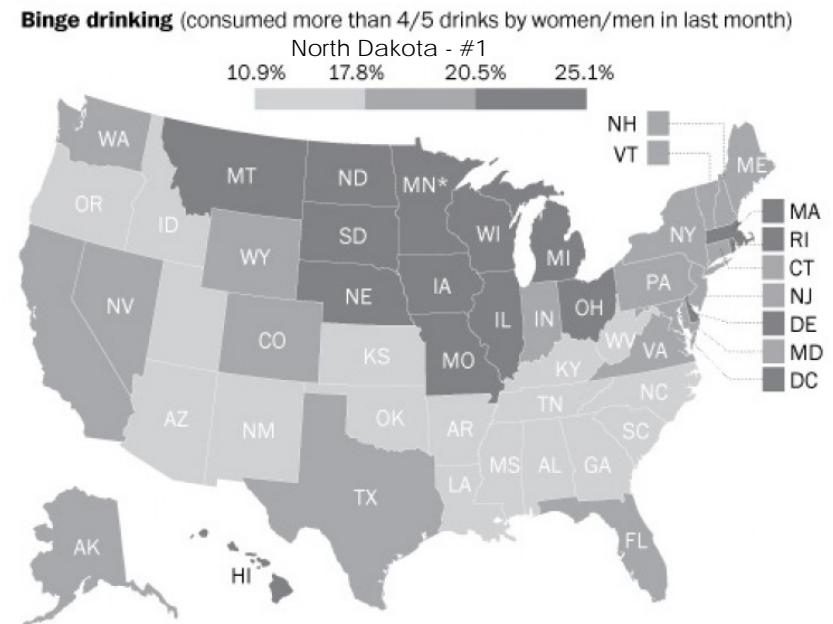 Binge drinking (consumed more than 4/5 drinks by women/men in last month)
North Dakota - #1
10.9% 17.8% 20.5% 25.1%
NH
VT
WA
MT
ND
MN*
ME
OR
ID
SD
WI
MI
NY
MA
RI
WY
CT
NV
NE
IA
PA
NJ
IL
IN
OH
DE
CO
KS
MO
WV
VA
MD
KY
DC
AZ
NM
OK
AR
TN
NC
SC
MS
AL
GA
TX
LA
AK
HI
FL